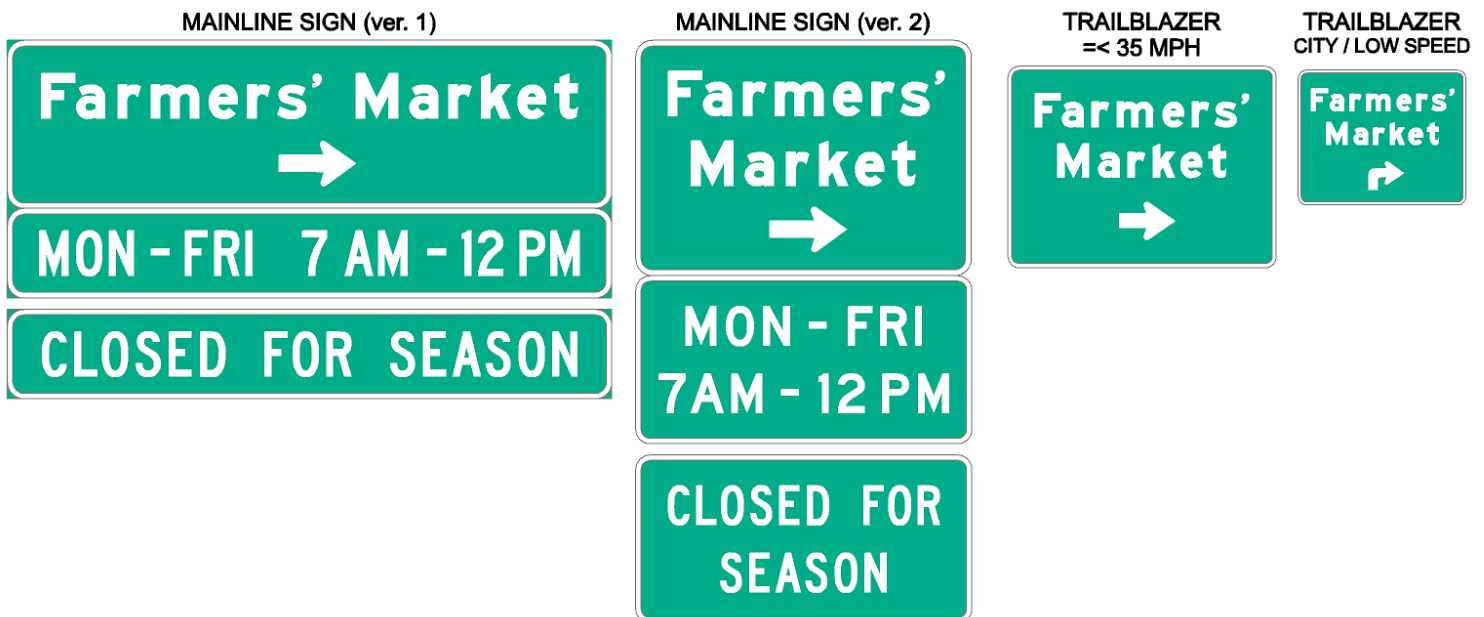 MAINLINE SIGN (ver. 1)
Farmers’ Market
MON – FRI 7 AM – 12 PM
CLOSED FOR SEASON
MAINLINE SIGN (ver. 2)
Farmers’
Market
MON – FRI
7AM – 12 PM
CLOSED FOR
SEASON
TRAILBLAZER
=< 35 MPH
Farmers’
Market
TRAILBLAZER
CITY / LOW SPEED
Farmers’
Market